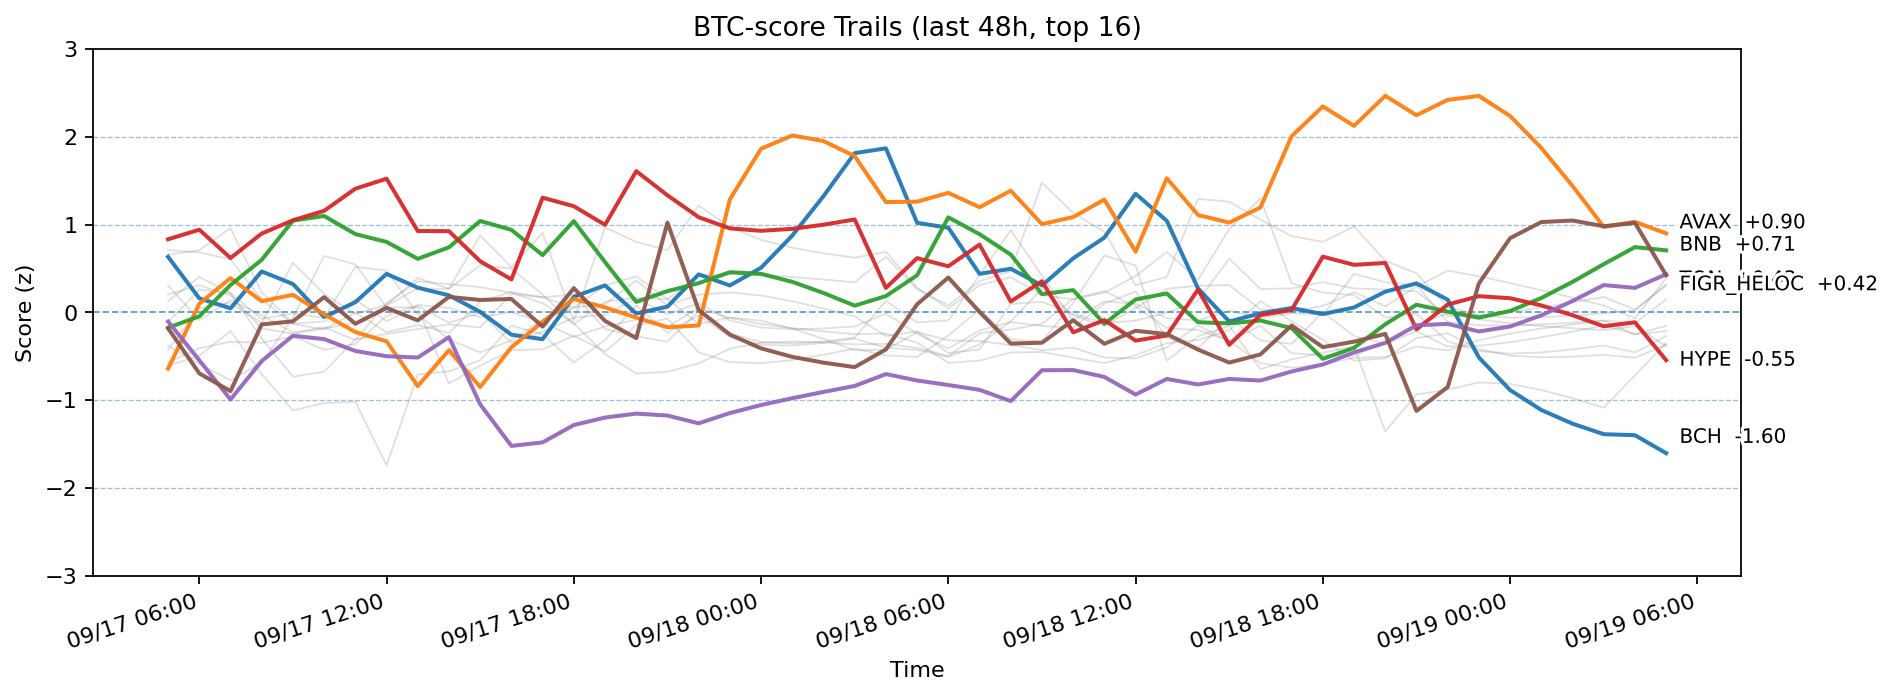 BTC-score Trails (last 48h, top 16)
Score (z)
3
2
1
0
−1
−2
−3
AVAX +0.90
BNB +0.71
FIGR_HELOC +0.42
HYPE -0.55
BCH -1.60
09/17 06:00
09/17 12:00
09/17 18:00
09/18 00:00
09/18 06:00
09/18 12:00
09/18 18:00
09/19 00:00
09/19 06:00
Time